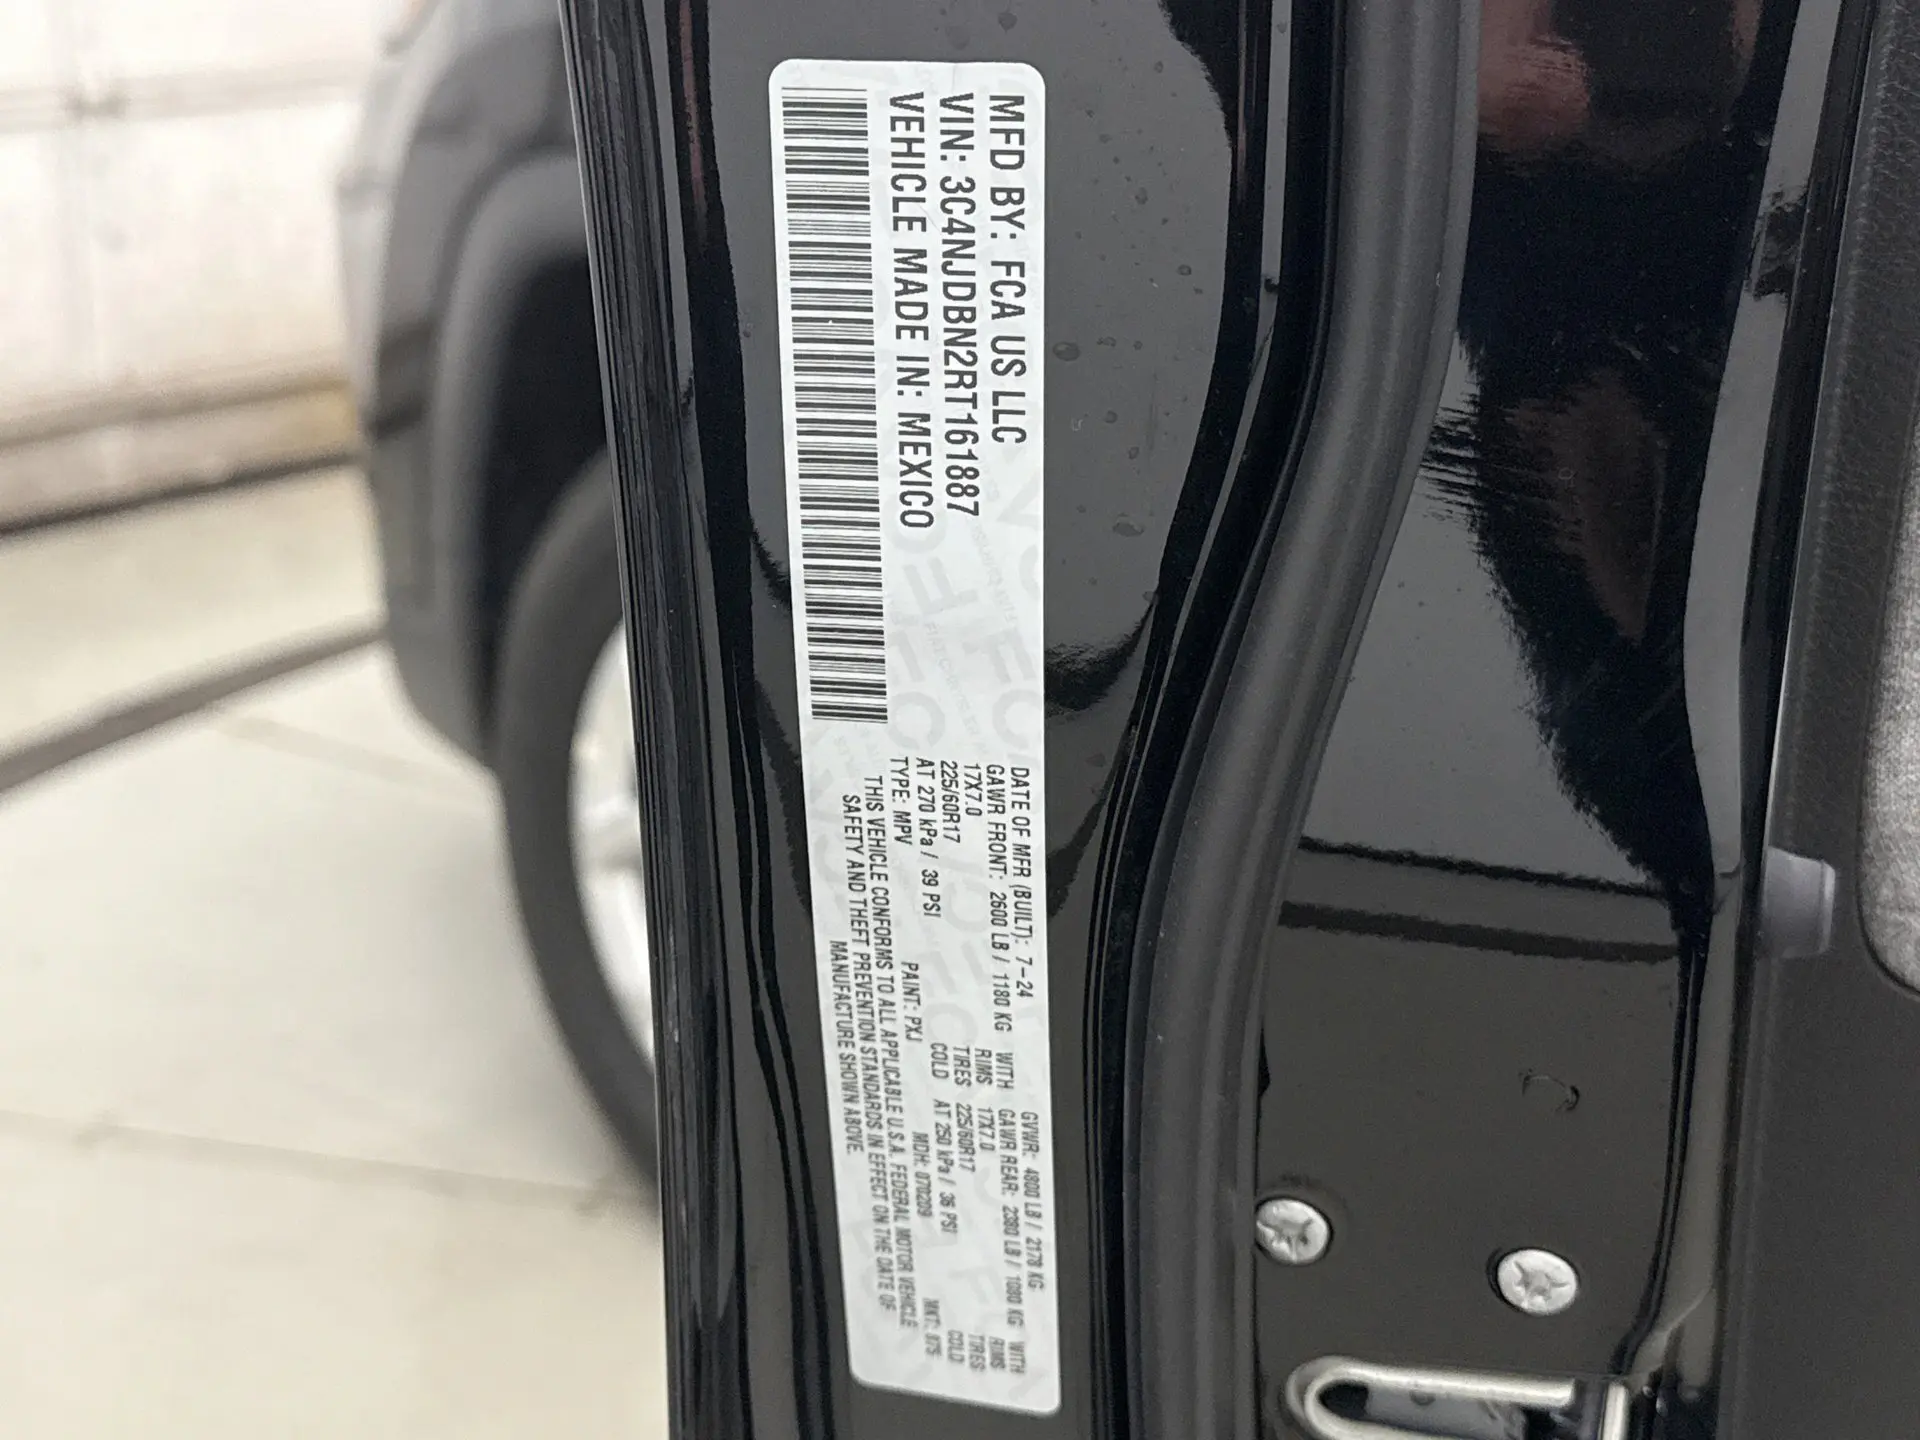 MFD BY: FCA US LLC
VIN: 3C4NJDBN2RT161887
VEHICLE MADE IN: MEXICO
DATE OF MFR (BUILT): 7-24 GVWR: 4800 LB / 2178 KG
GAWR FRONT: 2600 LB / 1180 KG WITH GAWR REAR: 2380 LB / 1080 KG WITH
17X7.0 RIMS 17X7.0 RIMS
225/60R17 TIRES 225/60R17 TIRES
AT 270 kPa / 39 PSI COLD AT 250 kPa / 36 PSI COLD
TYPE: MPV PAINT: PXJ MDH: 070209 MNT:
THIS VEHICLE CONFORMS TO ALL APPLICABLE U.S.A. FEDERAL MOTOR VEHICLE
SAFETY AND THEFT PREVENTION STANDARDS IN EFFECT ON THE DATE OF
MANUFACTURE SHOWN ABOVE.